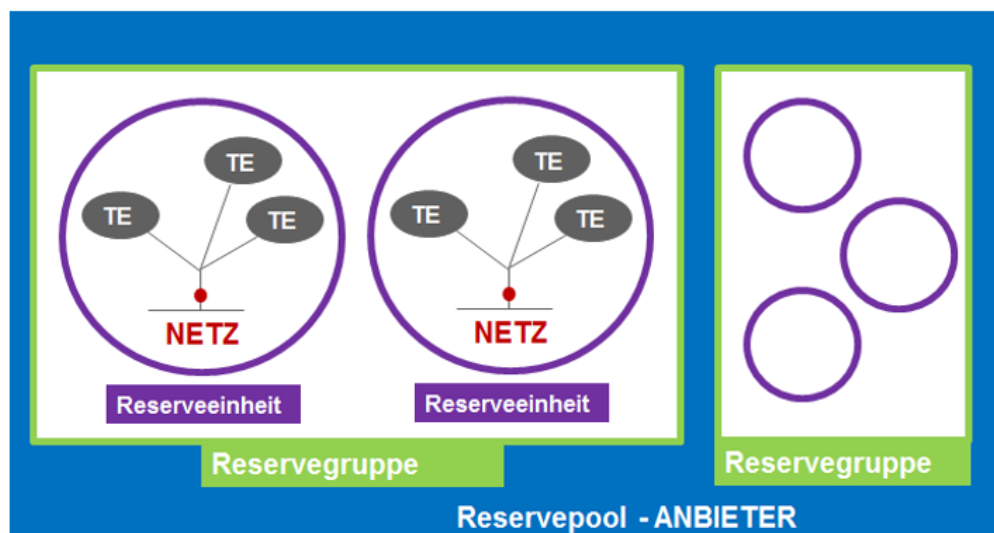 TE
TE
TE
NETZ
Reserveeinheit
TE
TE
TE
NETZ
Reserveeinheit
Reservegruppe
Reservegruppe
Reservepool - ANBIETER